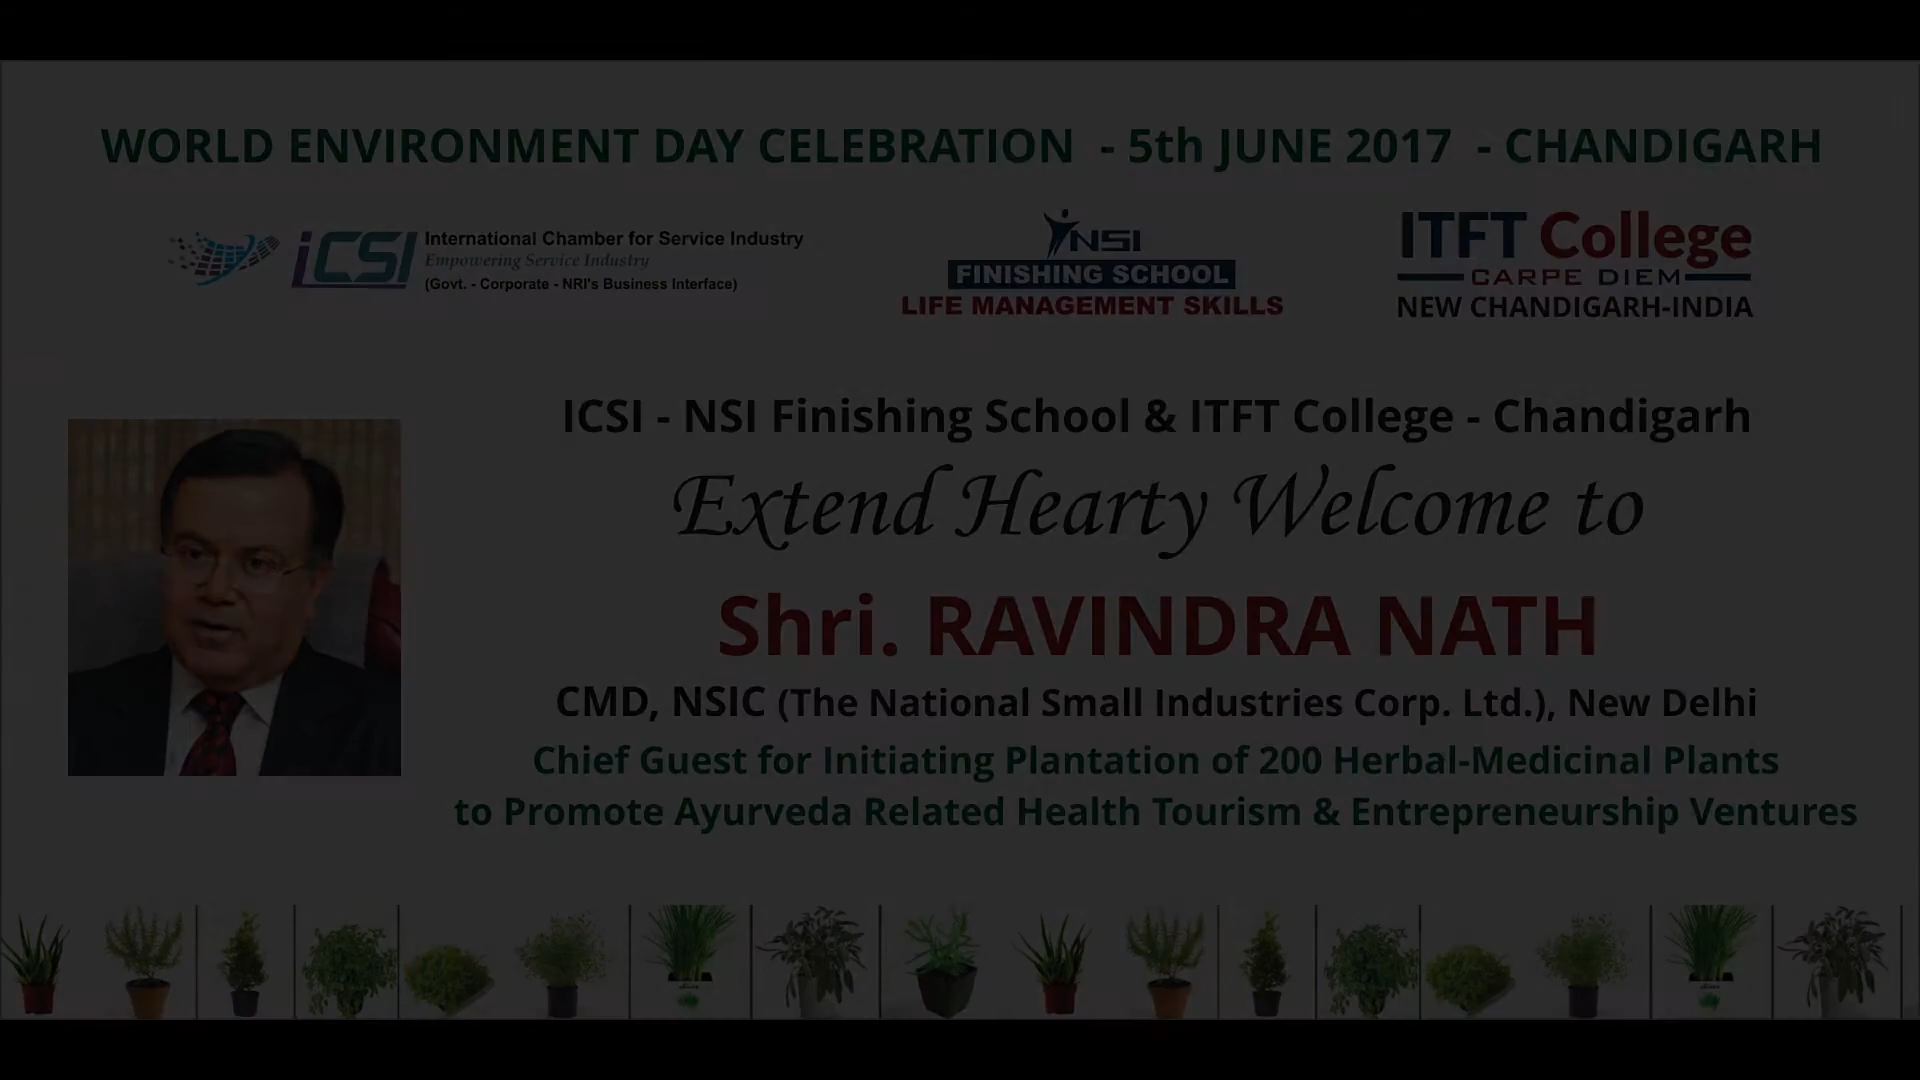 WORLD ENVIRONMENT DAY CELEBRATION - 5th JUNE 2017 - CHANDIGARH
iCSI International Chamber for Service Industry
Empowering Service Industry
(Govt. - Corporate - NRI's Business Interface)
NSI
FINISHING SCHOOL
LIFE MANAGEMENT SKILLS
ITFT College
CARPE DIEM
NEW CHANDIGARH-INDIA
ICSI - NSI Finishing School & ITFT College - Chandigarh
Extend Hearty Welcome to
Shri. RAVINDRA NATH
CMD, NSIC (The National Small Industries Corp. Ltd.), New Delhi
Chief Guest for Initiating Plantation of 200 Herbal-Medicinal Plants
to Promote Ayurveda Related Health Tourism & Entrepreneurship Ventures